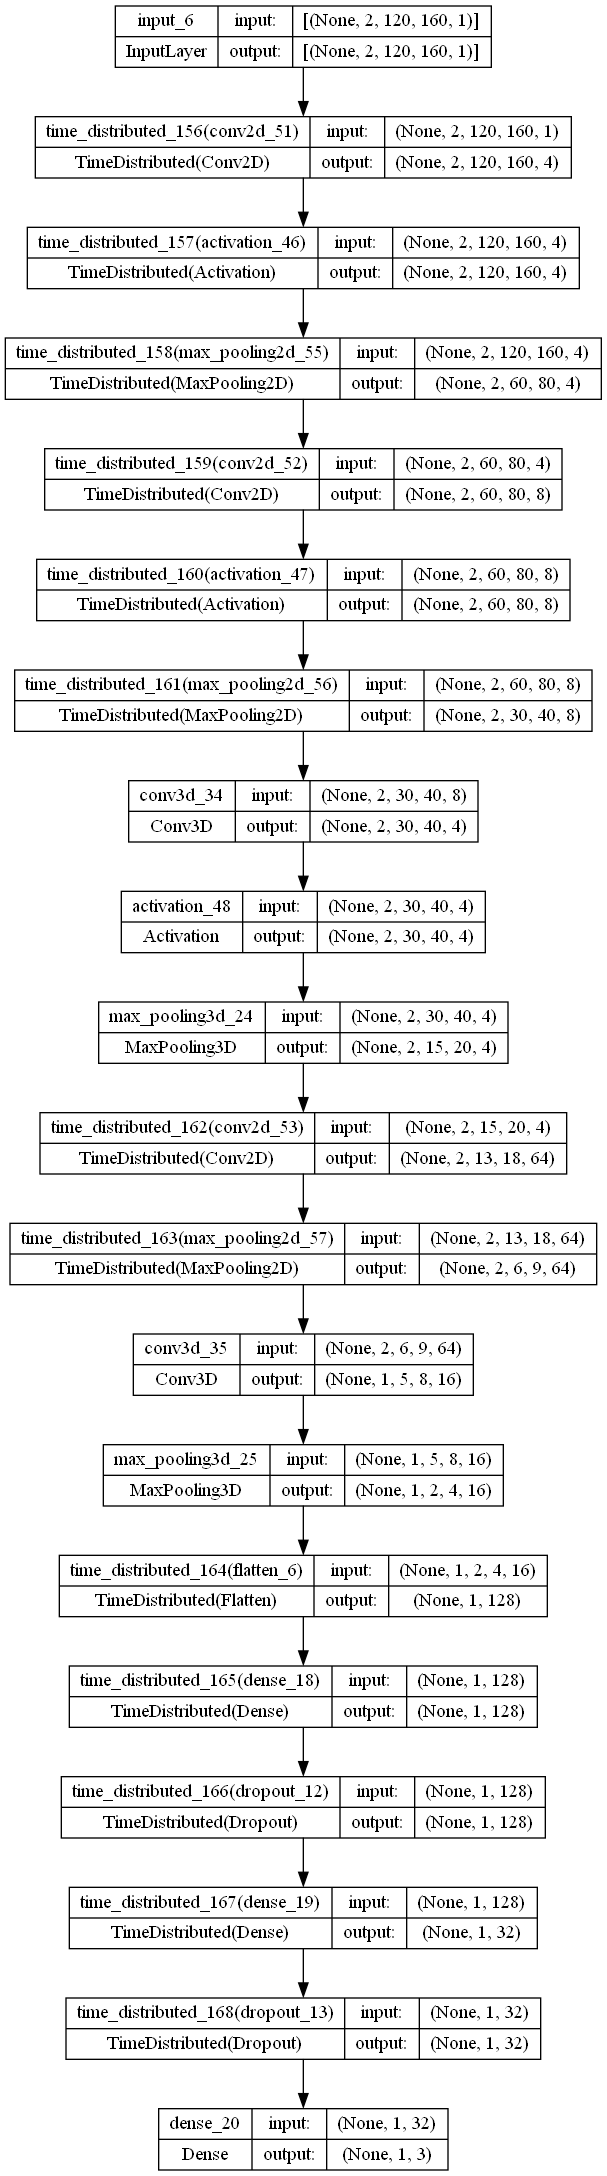 input_6 input: [(None, 2, 120, 160, 1)]
InputLayer output: [(None, 2, 120, 160, 1)]
time_distributed_156(conv2d_51) input: (None, 2, 120, 160, 1)
TimeDistributed(Conv2D) output: (None, 2, 120, 160, 4)
time_distributed_157(activation_46) input: (None, 2, 120, 160, 4)
TimeDistributed(Activation) output: (None, 2, 120, 160, 4)
time_distributed_158(max_pooling2d_55) input: (None, 2, 120, 160, 4)
TimeDistributed(MaxPooling2D) output: (None, 2, 60, 80, 4)
time_distributed_159(conv2d_52) input: (None, 2, 60, 80, 4)
TimeDistributed(Conv2D) output: (None, 2, 60, 80, 8)
time_distributed_160(activation_47) input: (None, 2, 60, 80, 8)
TimeDistributed(Activation) output: (None, 2, 60, 80, 8)
time_distributed_161(max_pooling2d_56) input: (None, 2, 60, 80, 8)
TimeDistributed(MaxPooling2D) output: (None, 2, 30, 40, 8)
conv3d_34 input: (None, 2, 30, 40, 8)
Conv3D output: (None, 2, 30, 40, 4)
activation_48 input: (None, 2, 30, 40, 4)
Activation output: (None, 2, 30, 40, 4)
max_pooling3d_24 input: (None, 2, 30, 40, 4)
MaxPooling3D output: (None, 2, 15, 20, 4)
time_distributed_162(conv2d_53) input: (None, 2, 15, 20, 4)
TimeDistributed(Conv2D) output: (None, 2, 13, 18, 64)
time_distributed_163(max_pooling2d_57) input: (None, 2, 13, 18, 64)
TimeDistributed(MaxPooling2D) output: (None, 2, 6, 9, 64)
conv3d_35 input: (None, 2, 6, 9, 64)
Conv3D output: (None, 1, 5, 8, 16)
max_pooling3d_25 input: (None, 1, 5, 8, 16)
MaxPooling3D output: (None, 1, 2, 4, 16)
time_distributed_164(flatten_6) input: (None, 1, 2, 4, 16)
TimeDistributed(Flatten) output: (None, 1, 128)
time_distributed_165(dense_18) input: (None, 1, 128)
TimeDistributed(Dense) output: (None, 1, 128)
time_distributed_166(dropout_12) input: (None, 1, 128)
TimeDistributed(Dropout) output: (None, 1, 128)
time_distributed_167(dense_19) input: (None, 1, 128)
TimeDistributed(Dense) output: (None, 1, 32)
time_distributed_168(dropout_13) input: (None, 1, 32)
TimeDistributed(Dropout) output: (None, 1, 32)
dense_20 input: (None, 1, 32)
Dense output: (None, 1, 3)